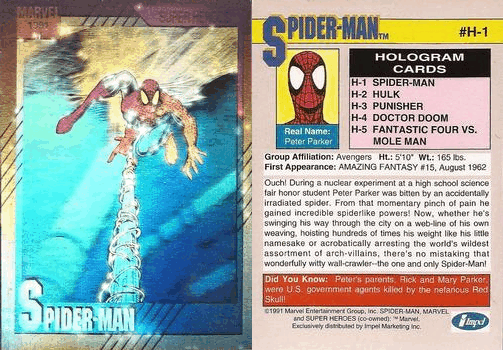 MARVEL
1991
SUPER HEROES
SPIDER-MAN
SPIDER-MAN™
#H-1
HOLOGRAM
CARDS
H-1 SPIDER-MAN
H-2 HULK
H-3 PUNISHER
H-4 DOCTOR DOOM
H-5 FANTASTIC FOUR VS.
MOLE MAN
Real Name:
Peter Parker
Group Affiliation: Avengers Ht.: 5'10" Wt.: 165 lbs.
First Appearance: AMAZING FANTASY #15, August 1962
Ouch! During a nuclear experiment at a high school science
fair honor student Peter Parker was bitten by an accidentally
irradiated spider. From that momentary pinch of pain he
gained incredible spiderlike powers! Now, whether he's
swinging his way through the city on a web-line of his own
weaving, hoisting hundreds of times his weight like his little
namesake or acrobatically arresting the world's wildest
assortment of arch-villains, there's no mistaking that
wonderfully witty wall-crawler--the one and only Spider-Man!
Did You Know: Peter's parents, Rick and Mary Parker,
were U.S. government agents killed by the nefarious Red
Skull!
©1991 Marvel Entertainment Group, Inc. SPIDER-MAN, MARVEL
and SUPER HEROES (co-owned): ™ Marvel.
Exclusively distributed by Impel Marketing Inc.
impel